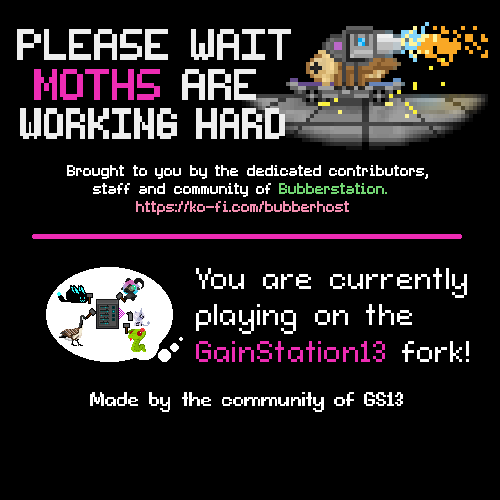 PLEASE WAIT
MOTHS ARE
WORKING HARD
Brought to you by the dedicated contributors,
staff and community of Bubberstation.
https://ko-fi.com/bubberhost
You are currently
playing on the
GainStation13 fork!
Made by the community of GS13